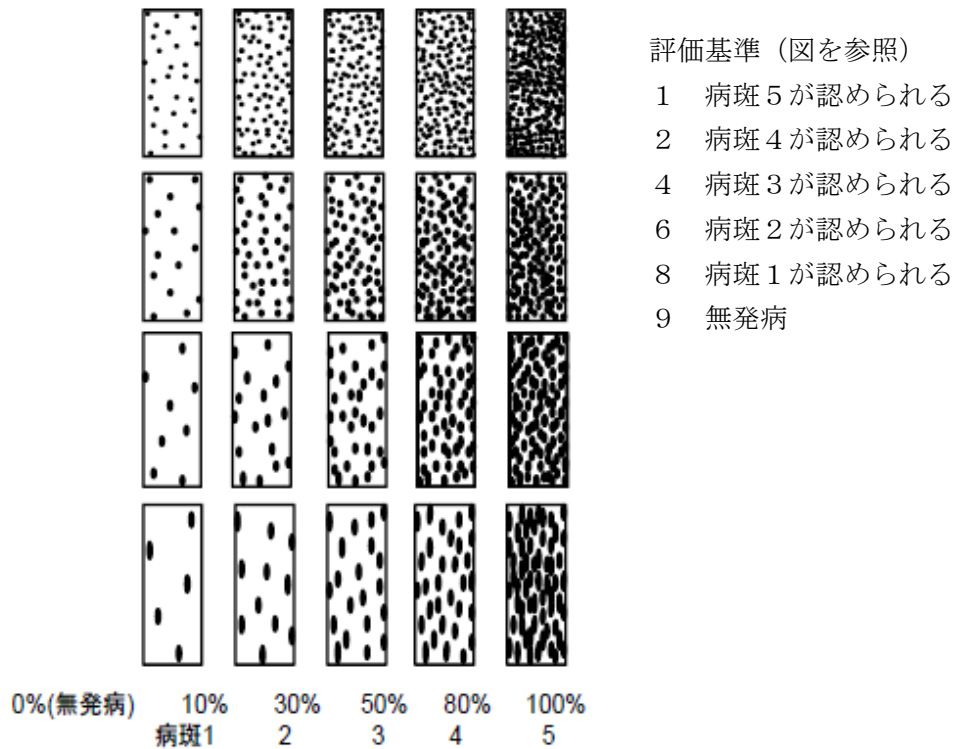 評価基準（図を参照）
１　病斑５が認められる
２　病斑４が認められる
４　病斑３が認められる
６　病斑２が認められる
８　病斑１が認められる
９　無発病
0%(無発病) 10% 30% 50% 80% 100%
病斑1 2 3 4 5